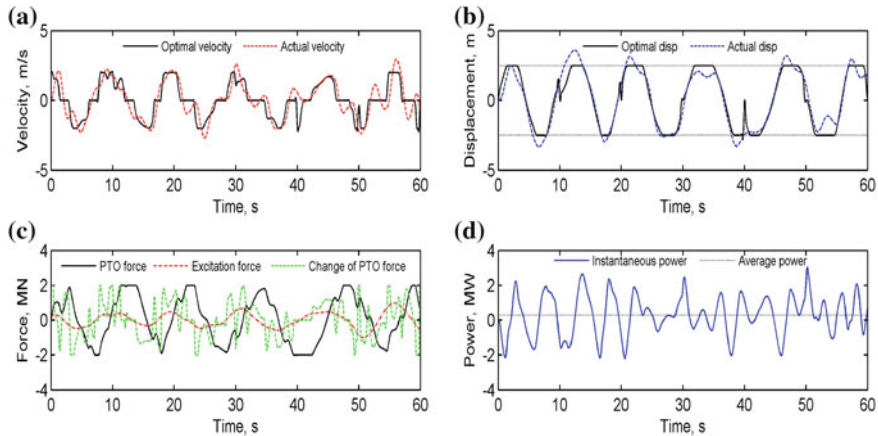 (a)
5
Optimal velocity
Actual velocity
Velocity, m/s
0
-5
0 10 20 30 40 50 60
Time, s
(b)
5
Optimal disp
Actual disp
Displacement, m
0
-5
0 10 20 30 40 50 60
Time, s
(c)
4
PTO force
Excitation force
Change of PTO force
2
Force, MN
0
-2
-4
0 10 20 30 40 50 60
Time, s
(d)
4
Instantaneous power
Average power
2
Power, MW
0
-2
-4
0 10 20 30 40 50 60
Time, s